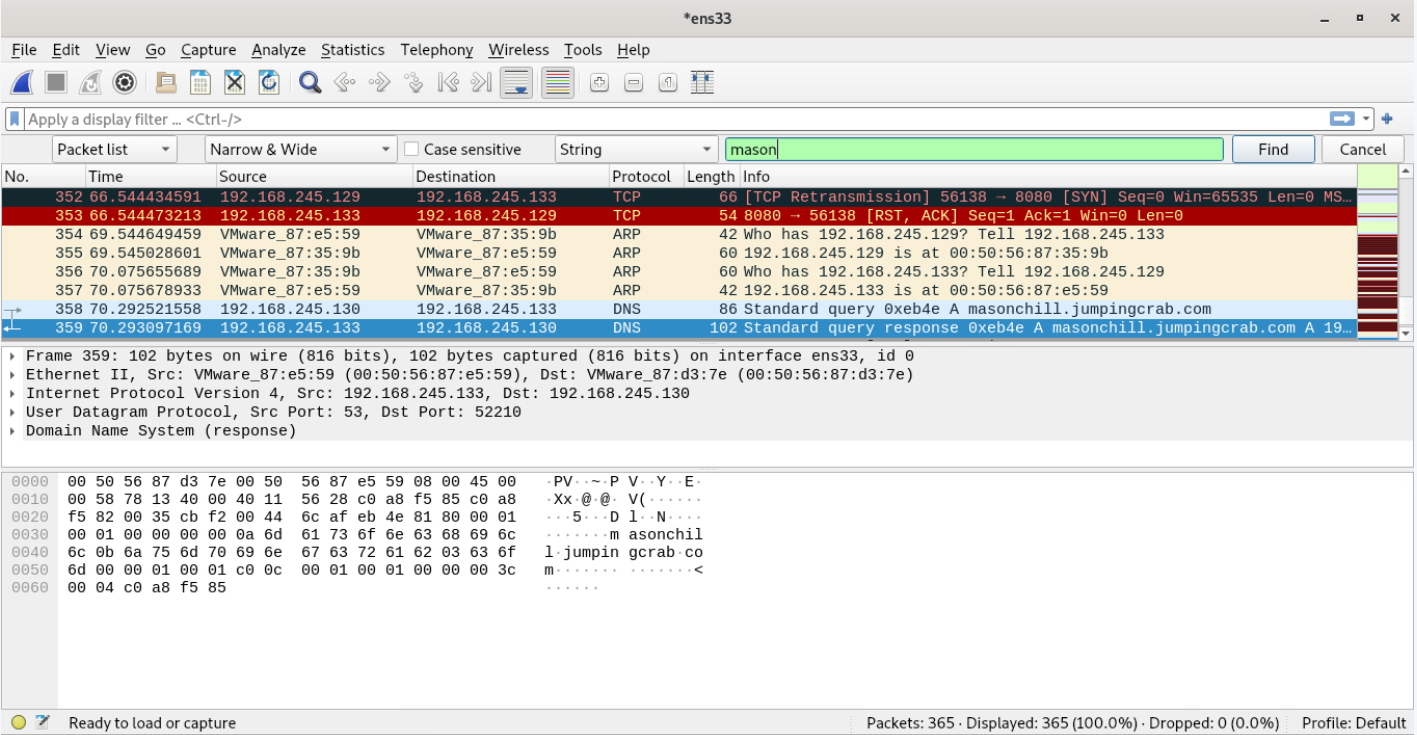 *ens33
File Edit View Go Capture Analyze Statistics Telephony Wireless Tools Help
Apply a display filter … <Ctrl-/>
Packet list Narrow & Wide Case sensitive String mason Find Cancel
No. Time Source Destination Protocol Length Info
352 66.544434591 192.168.245.129 192.168.245.133 TCP 66 [TCP Retransmission] 56138 → 8080 [SYN] Seq=0 Win=65535 Len=0 MS…
353 66.544473213 192.168.245.133 192.168.245.129 TCP 54 8080 → 56138 [RST, ACK] Seq=1 Ack=1 Win=0 Len=0
354 69.544649459 VMware_87:e5:59 VMware_87:35:9b ARP 42 Who has 192.168.245.129? Tell 192.168.245.133
355 69.545028601 VMware_87:35:9b VMware_87:e5:59 ARP 60 192.168.245.129 is at 00:50:56:87:35:9b
356 70.075655689 VMware_87:35:9b VMware_87:e5:59 ARP 60 Who has 192.168.245.133? Tell 192.168.245.129
357 70.075678933 VMware_87:e5:59 VMware_87:35:9b ARP 42 192.168.245.133 is at 00:50:56:87:e5:59
358 70.292521558 192.168.245.130 192.168.245.133 DNS 86 Standard query 0xeb4e A masonchill.jumpingcrab.com
359 70.293097169 192.168.245.133 192.168.245.130 DNS 102 Standard query response 0xeb4e A masonchill.jumpingcrab.com A 19…
Frame 359: 102 bytes on wire (816 bits), 102 bytes captured (816 bits) on interface ens33, id 0
Ethernet II, Src: VMware_87:e5:59 (00:50:56:87:e5:59), Dst: VMware_87:d3:7e (00:50:56:87:d3:7e)
Internet Protocol Version 4, Src: 192.168.245.133, Dst: 192.168.245.130
User Datagram Protocol, Src Port: 53, Dst Port: 52210
Domain Name System (response)
0000 00 50 56 87 d3 7e 00 50 56 87 e5 59 08 00 45 00 ·PV··~·P V··Y··E·
0010 00 58 78 13 40 00 40 11 56 28 c0 a8 f5 85 c0 a8 ·Xx·@·@· V(······
0020 f5 82 00 35 cb f2 00 44 6c af eb 4e 81 80 00 01 ···5···D l··N····
0030 00 01 00 00 00 00 0a 6d 61 73 6f 6e 63 68 69 6c ·······m asonchil
0040 6c 0b 6a 75 6d 70 69 6e 67 63 72 61 62 03 63 6f l·jumpin gcrab·co
0050 6d 00 00 01 00 01 c0 0c 00 01 00 01 00 00 00 3c m······· ·······<
0060 00 04 c0 a8 f5 85 ······
Ready to load or capture Packets: 365 · Displayed: 365 (100.0%) · Dropped: 0 (0.0%) Profile: Default